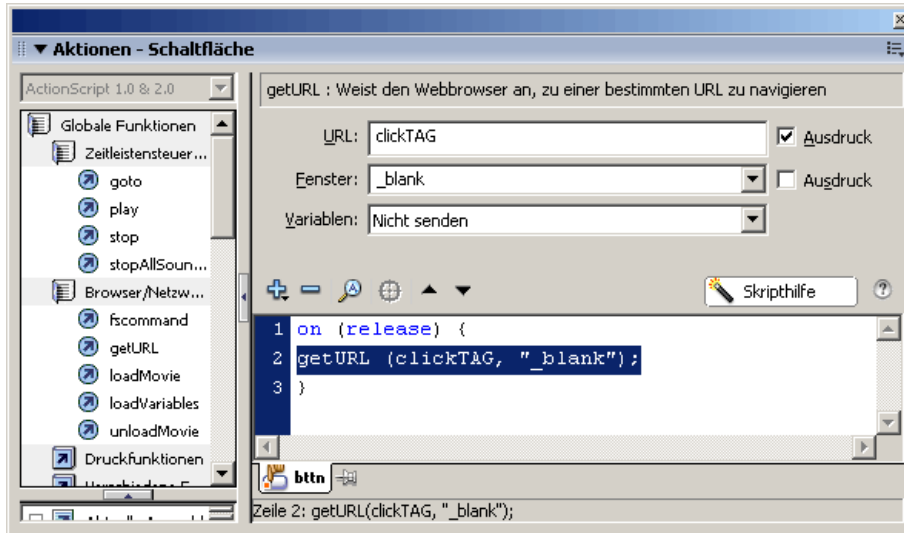 Aktionen - Schaltfläche
ActionScript 1.0 & 2.0
Globale Funktionen
Zeitleistensteuer...
goto
play
stop
stopAllSoun...
Browser/Netzw...
fscommand
getURL
loadMovie
loadVariables
unloadMovie
Druckfunktionen
getURL : Weist den Webbrowser an, zu einer bestimmten URL zu navigieren
URL: clickTAG Ausdruck
Fenster: _blank Ausdruck
Variablen: Nicht senden
Skripthilfe ?
1 on (release) {
2 getURL (clickTAG, "_blank");
3 }
bttn
Zeile 2: getURL(clickTAG, "_blank");